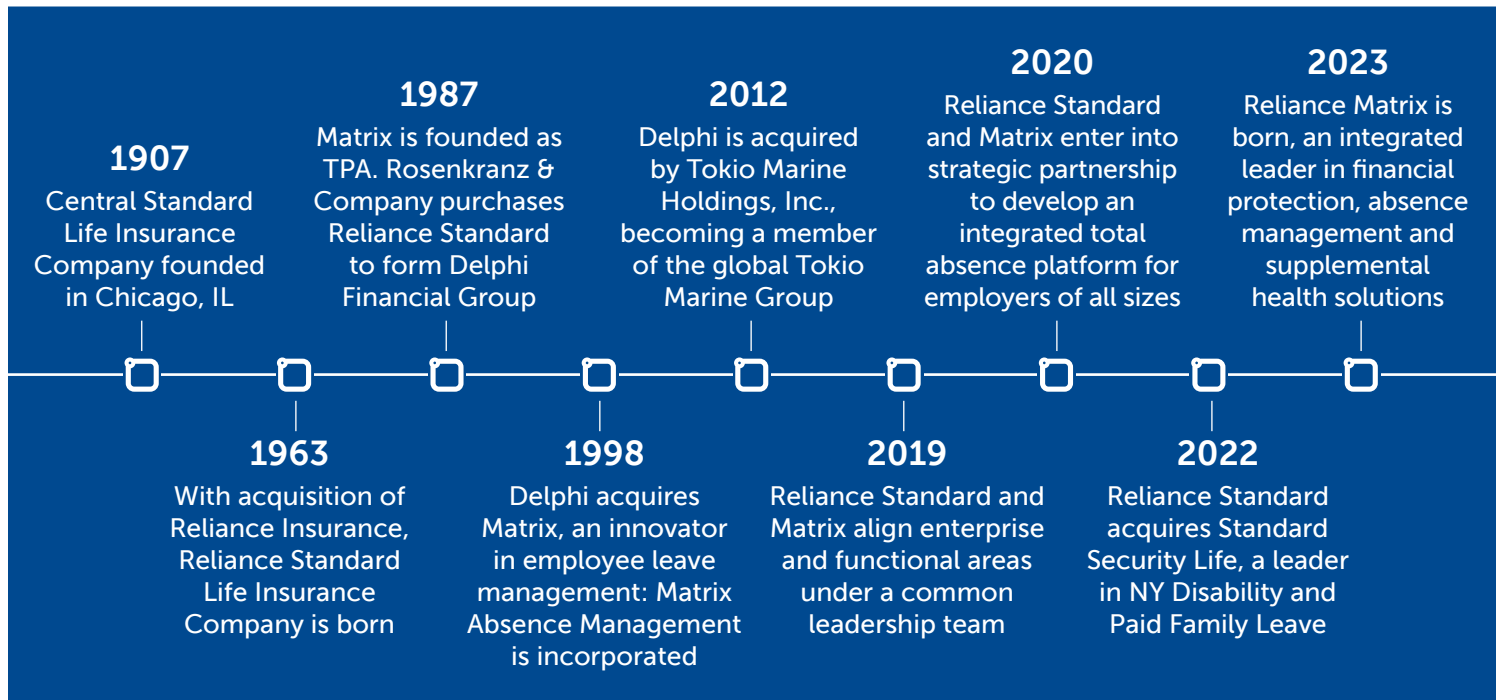 1907
Central Standard
Life Insurance
Company founded
in Chicago, IL
1963
With acquisition of
Reliance Insurance,
Reliance Standard
Life Insurance
Company is born
1987
Matrix is founded as
TPA. Rosenkranz &
Company purchases
Reliance Standard
to form Delphi
Financial Group
1998
Delphi acquires
Matrix, an innovator
in employee leave
management: Matrix
Absence Management
is incorporated
2012
Delphi is acquired
by Tokio Marine
Holdings, Inc.,
becoming a member
of the global Tokio
Marine Group
2019
Reliance Standard and
Matrix align enterprise
and functional areas
under a common
leadership team
2020
Reliance Standard
and Matrix enter into
strategic partnership
to develop an
integrated total
absence platform for
employers of all sizes
2022
Reliance Standard
acquires Standard
Security Life, a leader
in NY Disability and
Paid Family Leave
2023
Reliance Matrix is
born, an integrated
leader in financial
protection, absence
management and
supplemental
health solutions